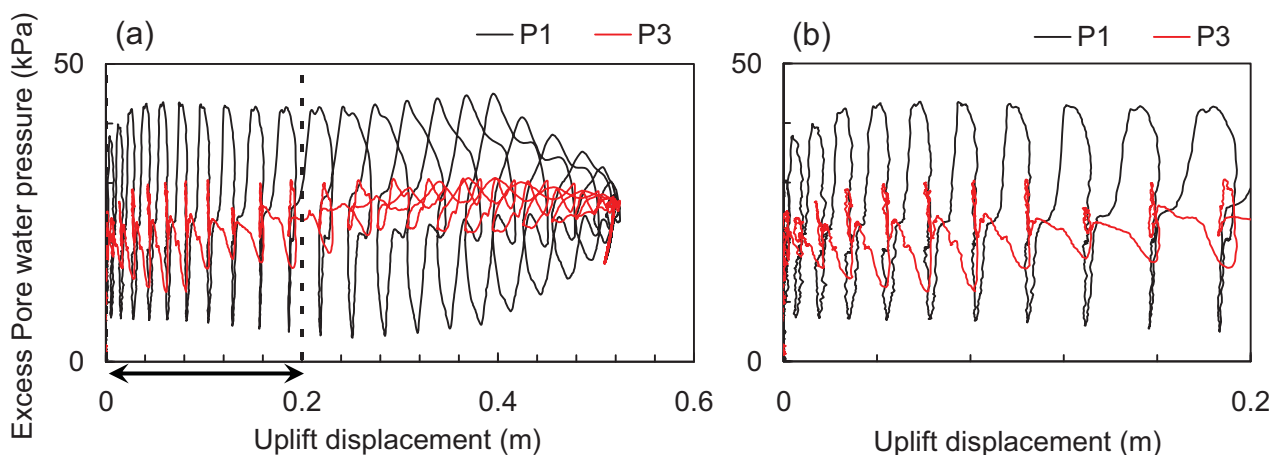 (a)
P1
P3
(b)
P1
P3
Excess Pore water pressure (kPa)
50
0
0
0.2
0.4
0.6
Uplift displacement (m)
50
0
0
0.2
Uplift displacement (m)